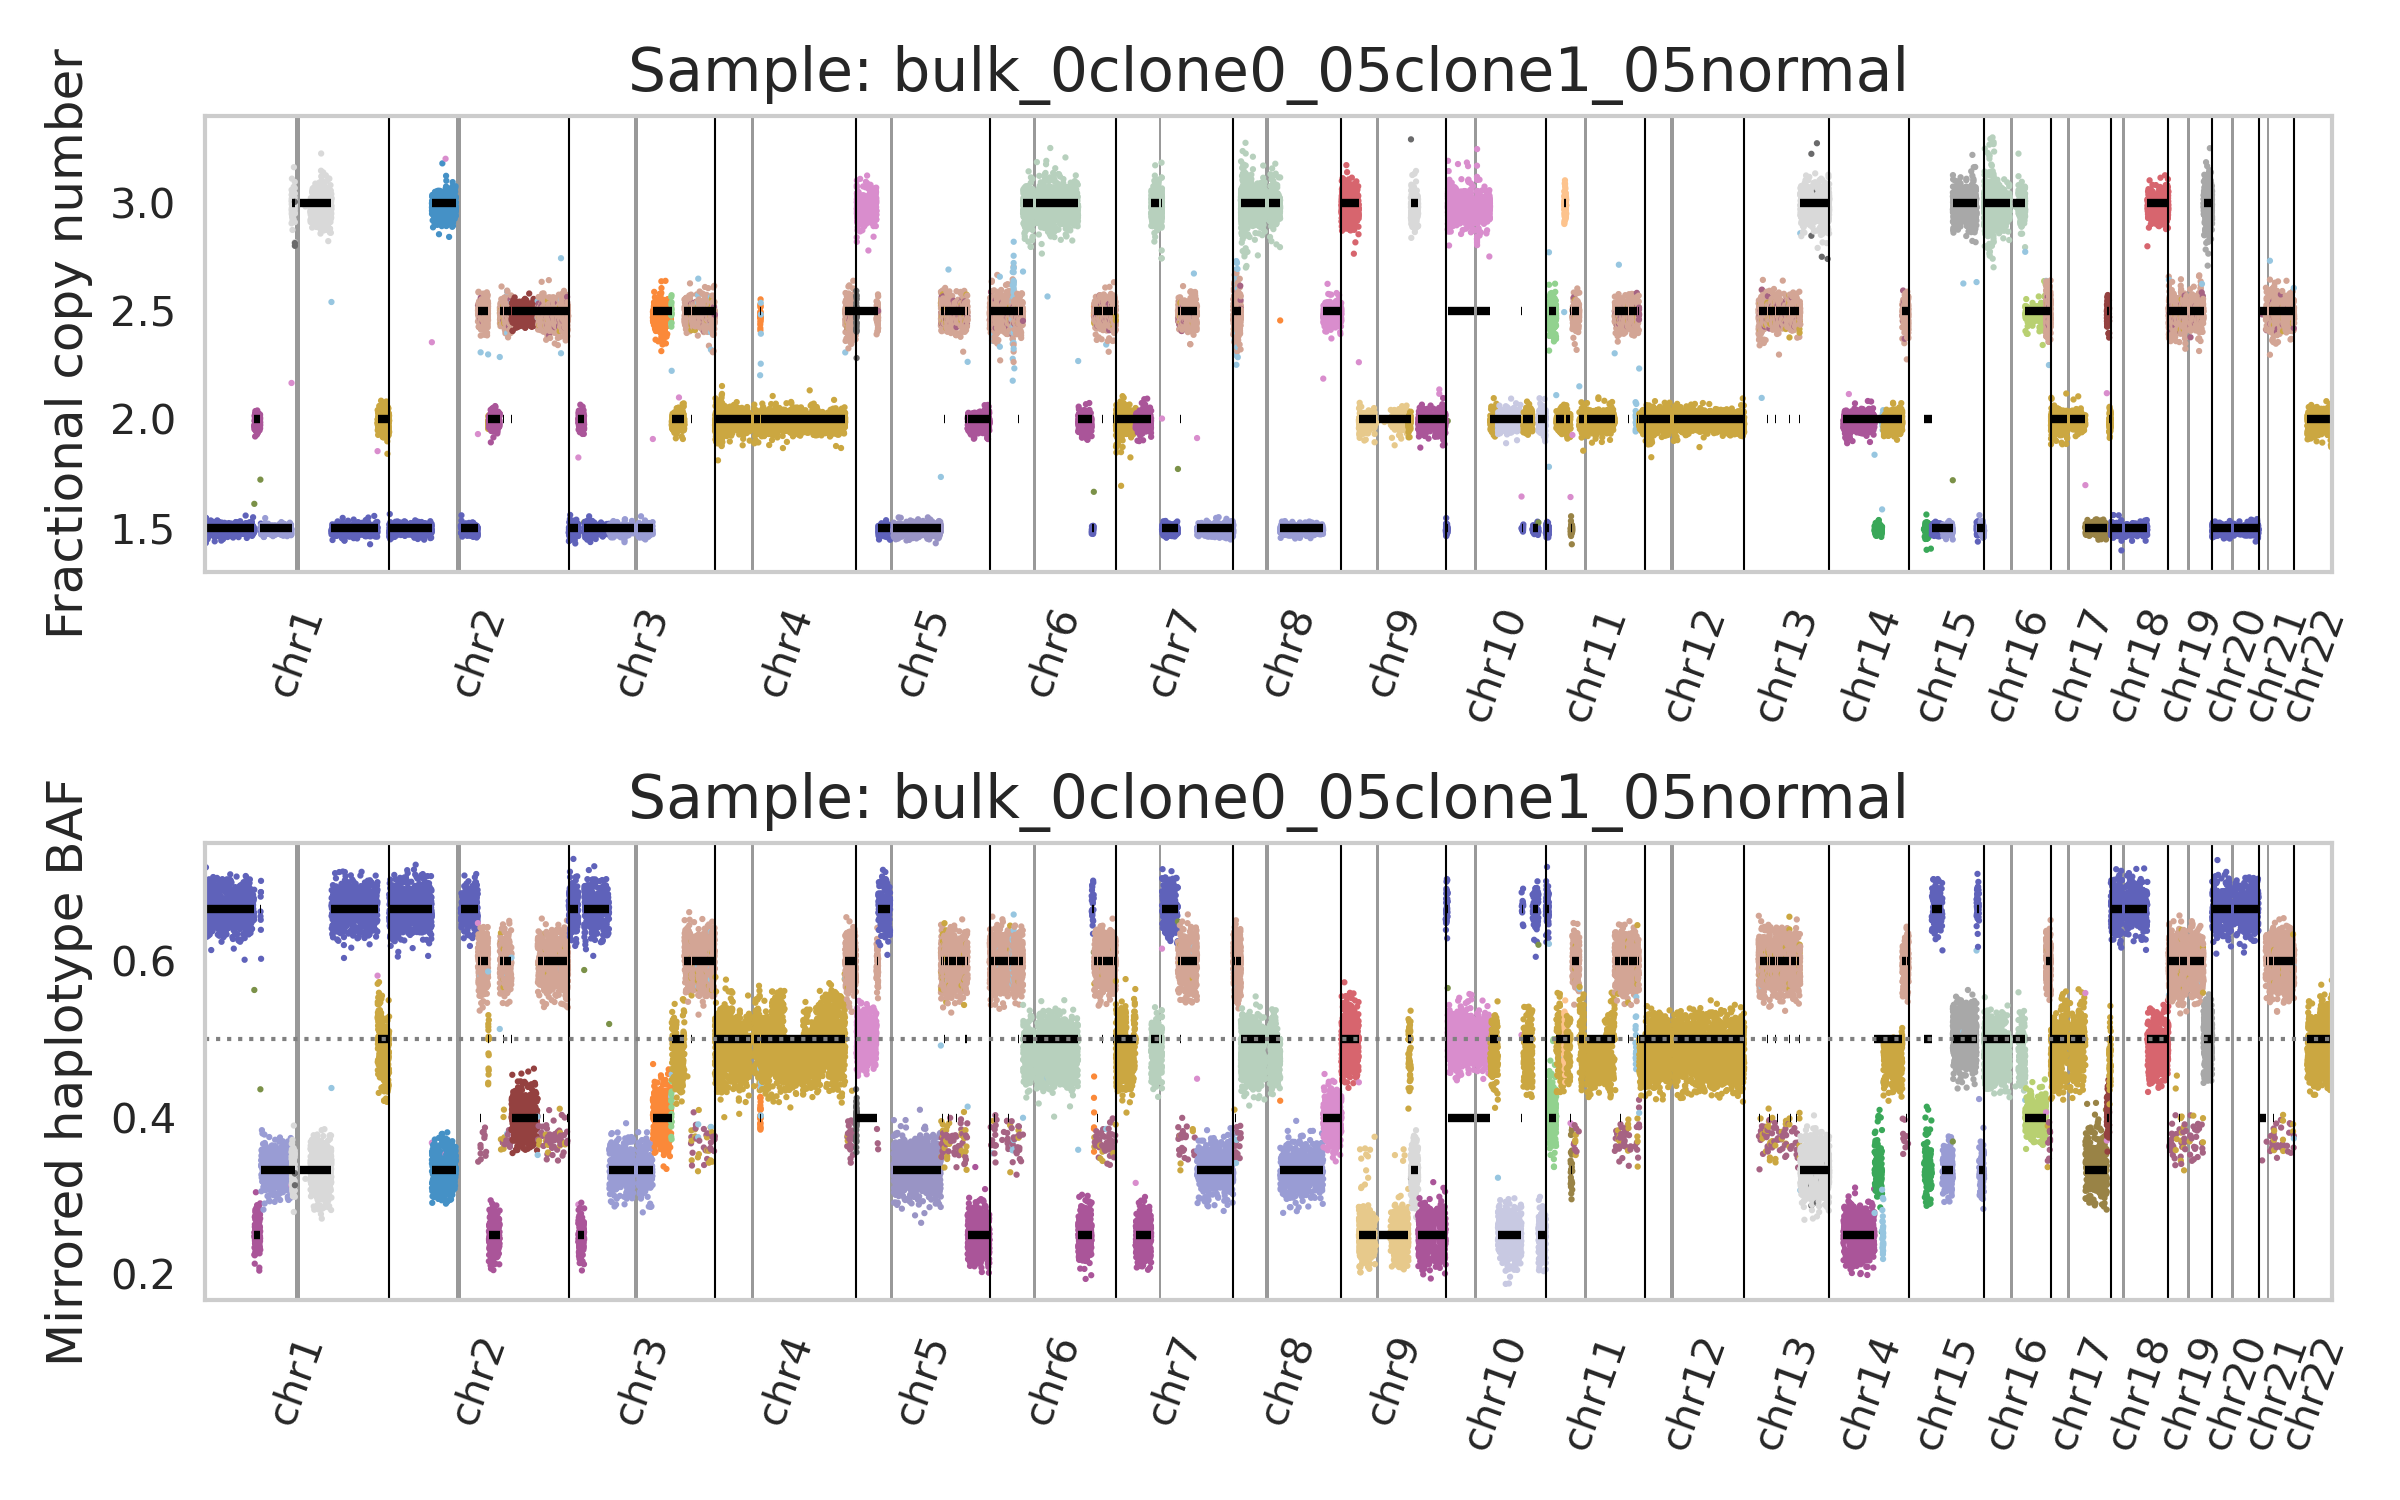 Sample: bulk_0clone0_05clone1_05normal
Fractional copy number
3.0
2.5
2.0
1.5
chr1 chr2 chr3 chr4 chr5 chr6 chr7 chr8 chr9 chr10 chr11 chr12 chr13 chr14 chr15 chr16 chr17 chr18 chr19 chr20 chr21 chr22
Sample: bulk_0clone0_05clone1_05normal
Mirrored haplotype BAF
0.6
0.4
0.2
chr1 chr2 chr3 chr4 chr5 chr6 chr7 chr8 chr9 chr10 chr11 chr12 chr13 chr14 chr15 chr16 chr17 chr18 chr19 chr20 chr21 chr22